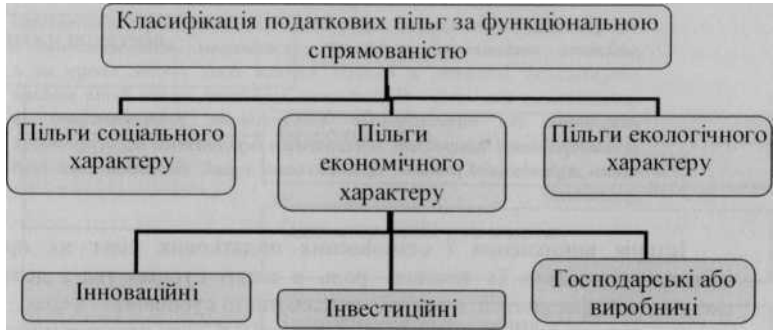 Класифікація податкових пільг за функціональною
спрямованістю
Пільги соціального
характеру
Пільги
економічного
характеру
Пільги екологічного
характеру
Інноваційні
Інвестиційні
Господарські або
виробничі